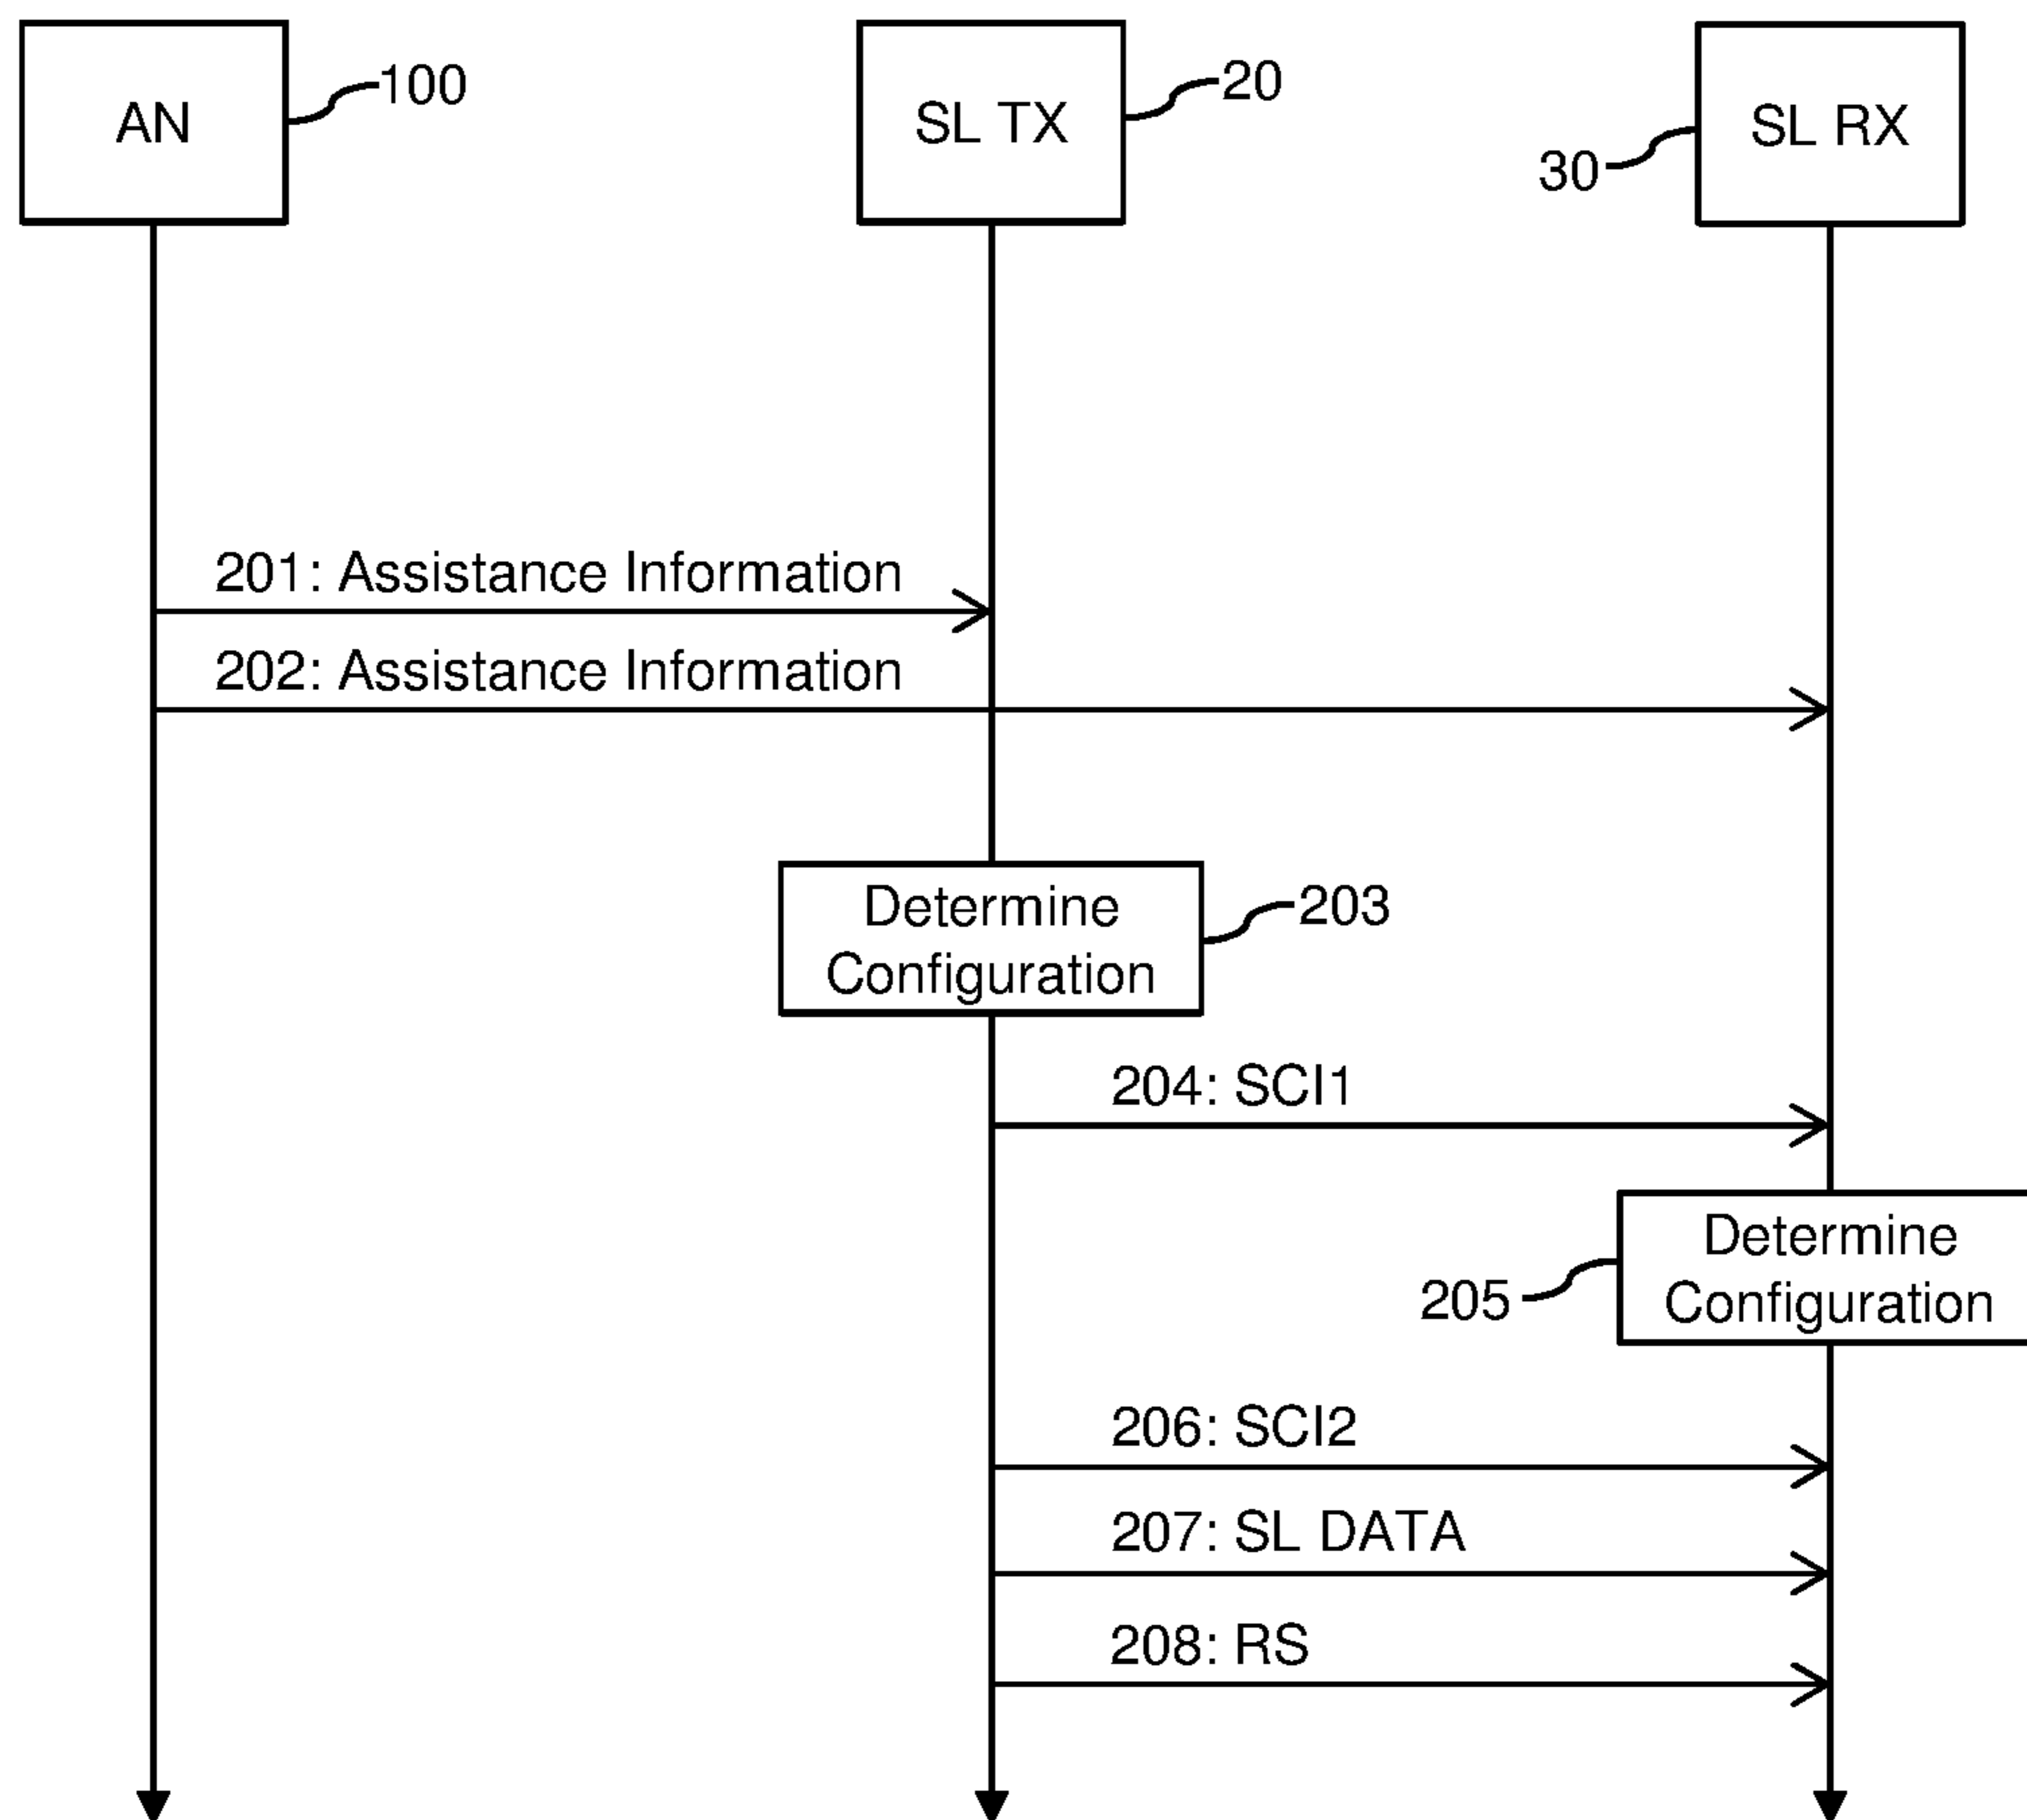 AN
100
SL TX
20
SL RX
30
201: Assistance Information
202: Assistance Information
Determine
Configuration
203
204: SCI1
Determine
Configuration
205
206: SCI2
207: SL DATA
208: RS